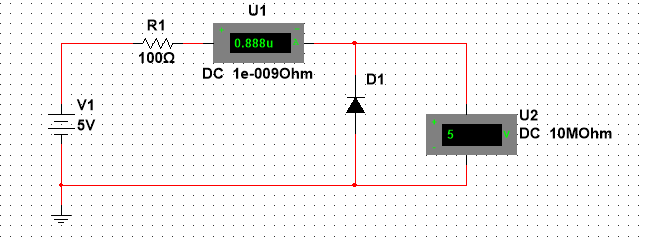 U1
R1
0.888u A
100Ω
DC 1e-009Ohm
D1
V1
5V
U2
5 V
DC 10MOhm